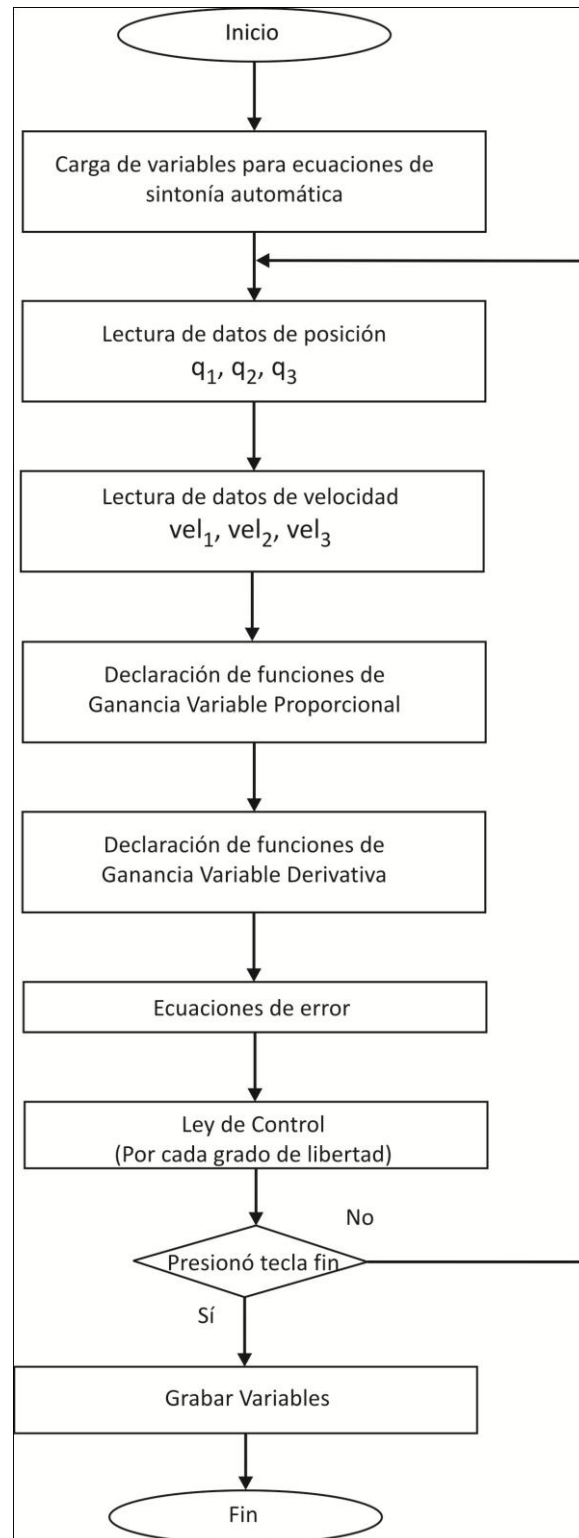 Inicio
Carga de variables para ecuaciones de
sintonía automática
Lectura de datos de posición
q₁, q₂, q₃
Lectura de datos de velocidad
vel₁, vel₂, vel₃
Declaración de funciones de
Ganancia Variable Proporcional
Declaración de funciones de
Ganancia Variable Derivativa
Ecuaciones de error
Ley de Control
(Por cada grado de libertad)
No
Presionó tecla fin
Sí
Grabar Variables
Fin